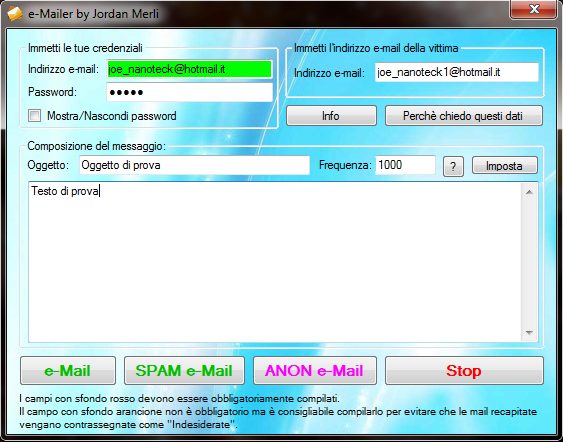 e-Mailer by Jordan Merli
Immetti le tue credenziali
Indirizzo e-mail: joe_nanoteck@hotmail.it
Password: •••••
Mostra/Nascondi password
Immetti l'indirizzo e-mail della vittima
Indirizzo e-mail: joe_nanoteck1@hotmail.it
Info
Perchè chiedo questi dati
Composizione del messaggio:
Oggetto: Oggetto di prova Frequenza: 1000 ? Imposta
Testo di prova
e-Mail SPAM e-Mail ANON e-Mail Stop
I campi con sfondo rosso devono essere obbligatoriamente compilati.
Il campo con sfondo arancione non è obbligatorio ma è consigliabile compilarlo per evitare che le mail recapitate
vengano contrassegnate come "Indesiderate".